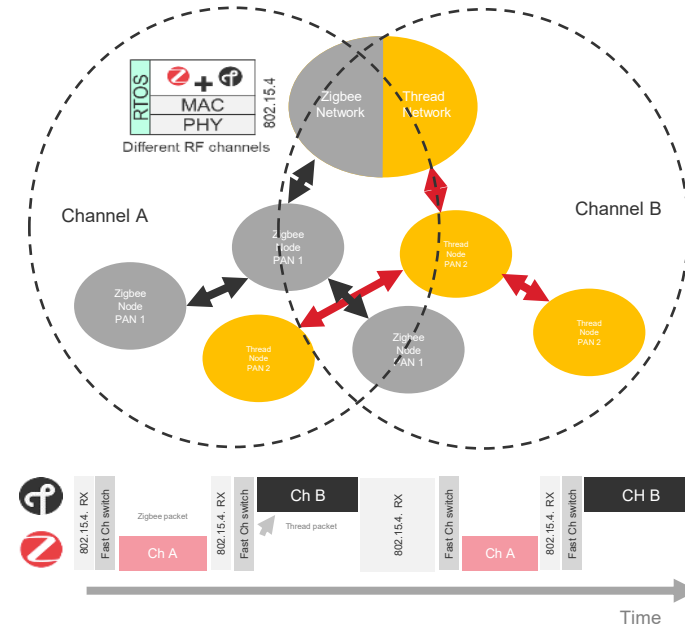 RTOS
+
MAC
PHY
802.15.4
Different RF channels
Zigbee
Network
Thread
Network
Channel A
Channel B
Zigbee
Node
PAN 1
Thread
Node
PAN 2
Zigbee
Node
PAN 1
Thread
Node
PAN 2
Zigbee
Node
PAN 1
Thread
Node
PAN 2
802.15.4. RX
Fast Ch switch
Zigbee packet
Ch A
802.15.4. RX
Fast Ch switch
Ch B
Thread packet
802.15.4. RX
Fast Ch switch
Ch A
802.15.4. RX
Fast Ch switch
CH B
Time